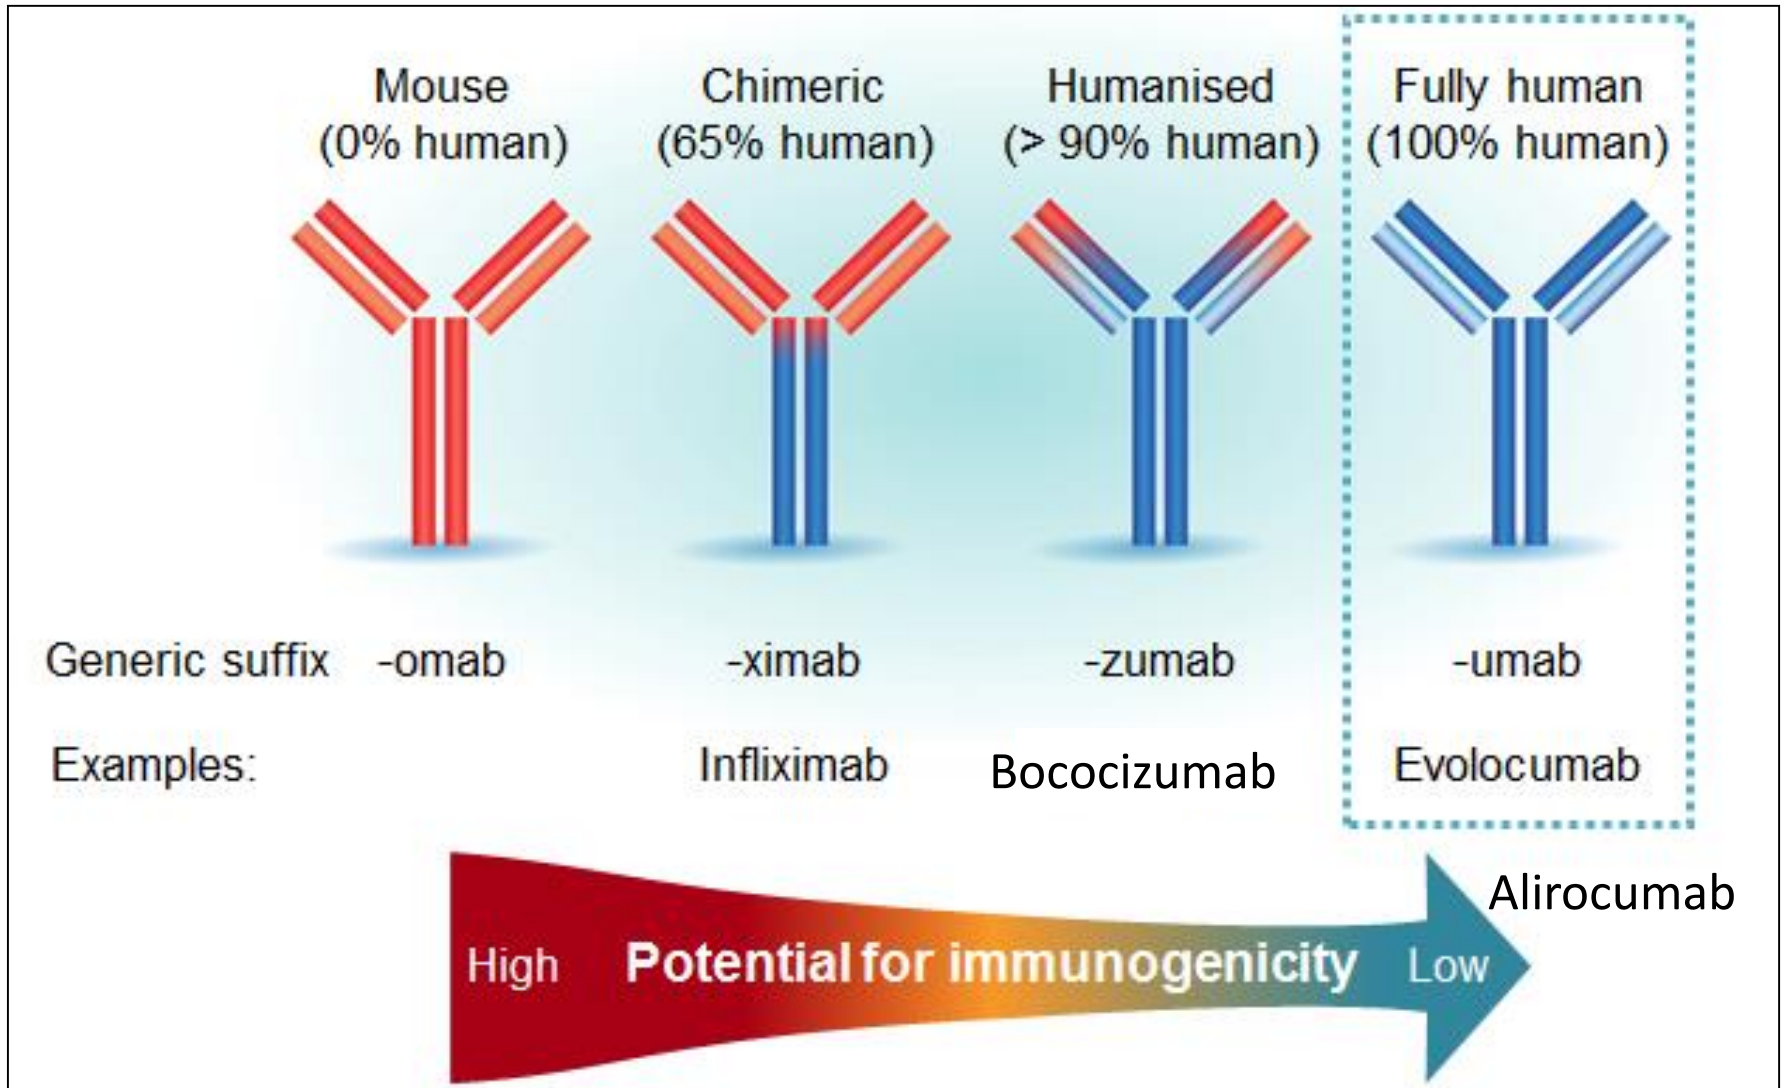 Mouse
(0% human)
Chimeric
(65% human)
Humanised
(> 90% human)
Fully human
(100% human)
Generic suffix -omab -ximab -zumab -umab
Examples: Infliximab Bococizumab Evolocumab
Alirocumab
High Potential for immunogenicity Low